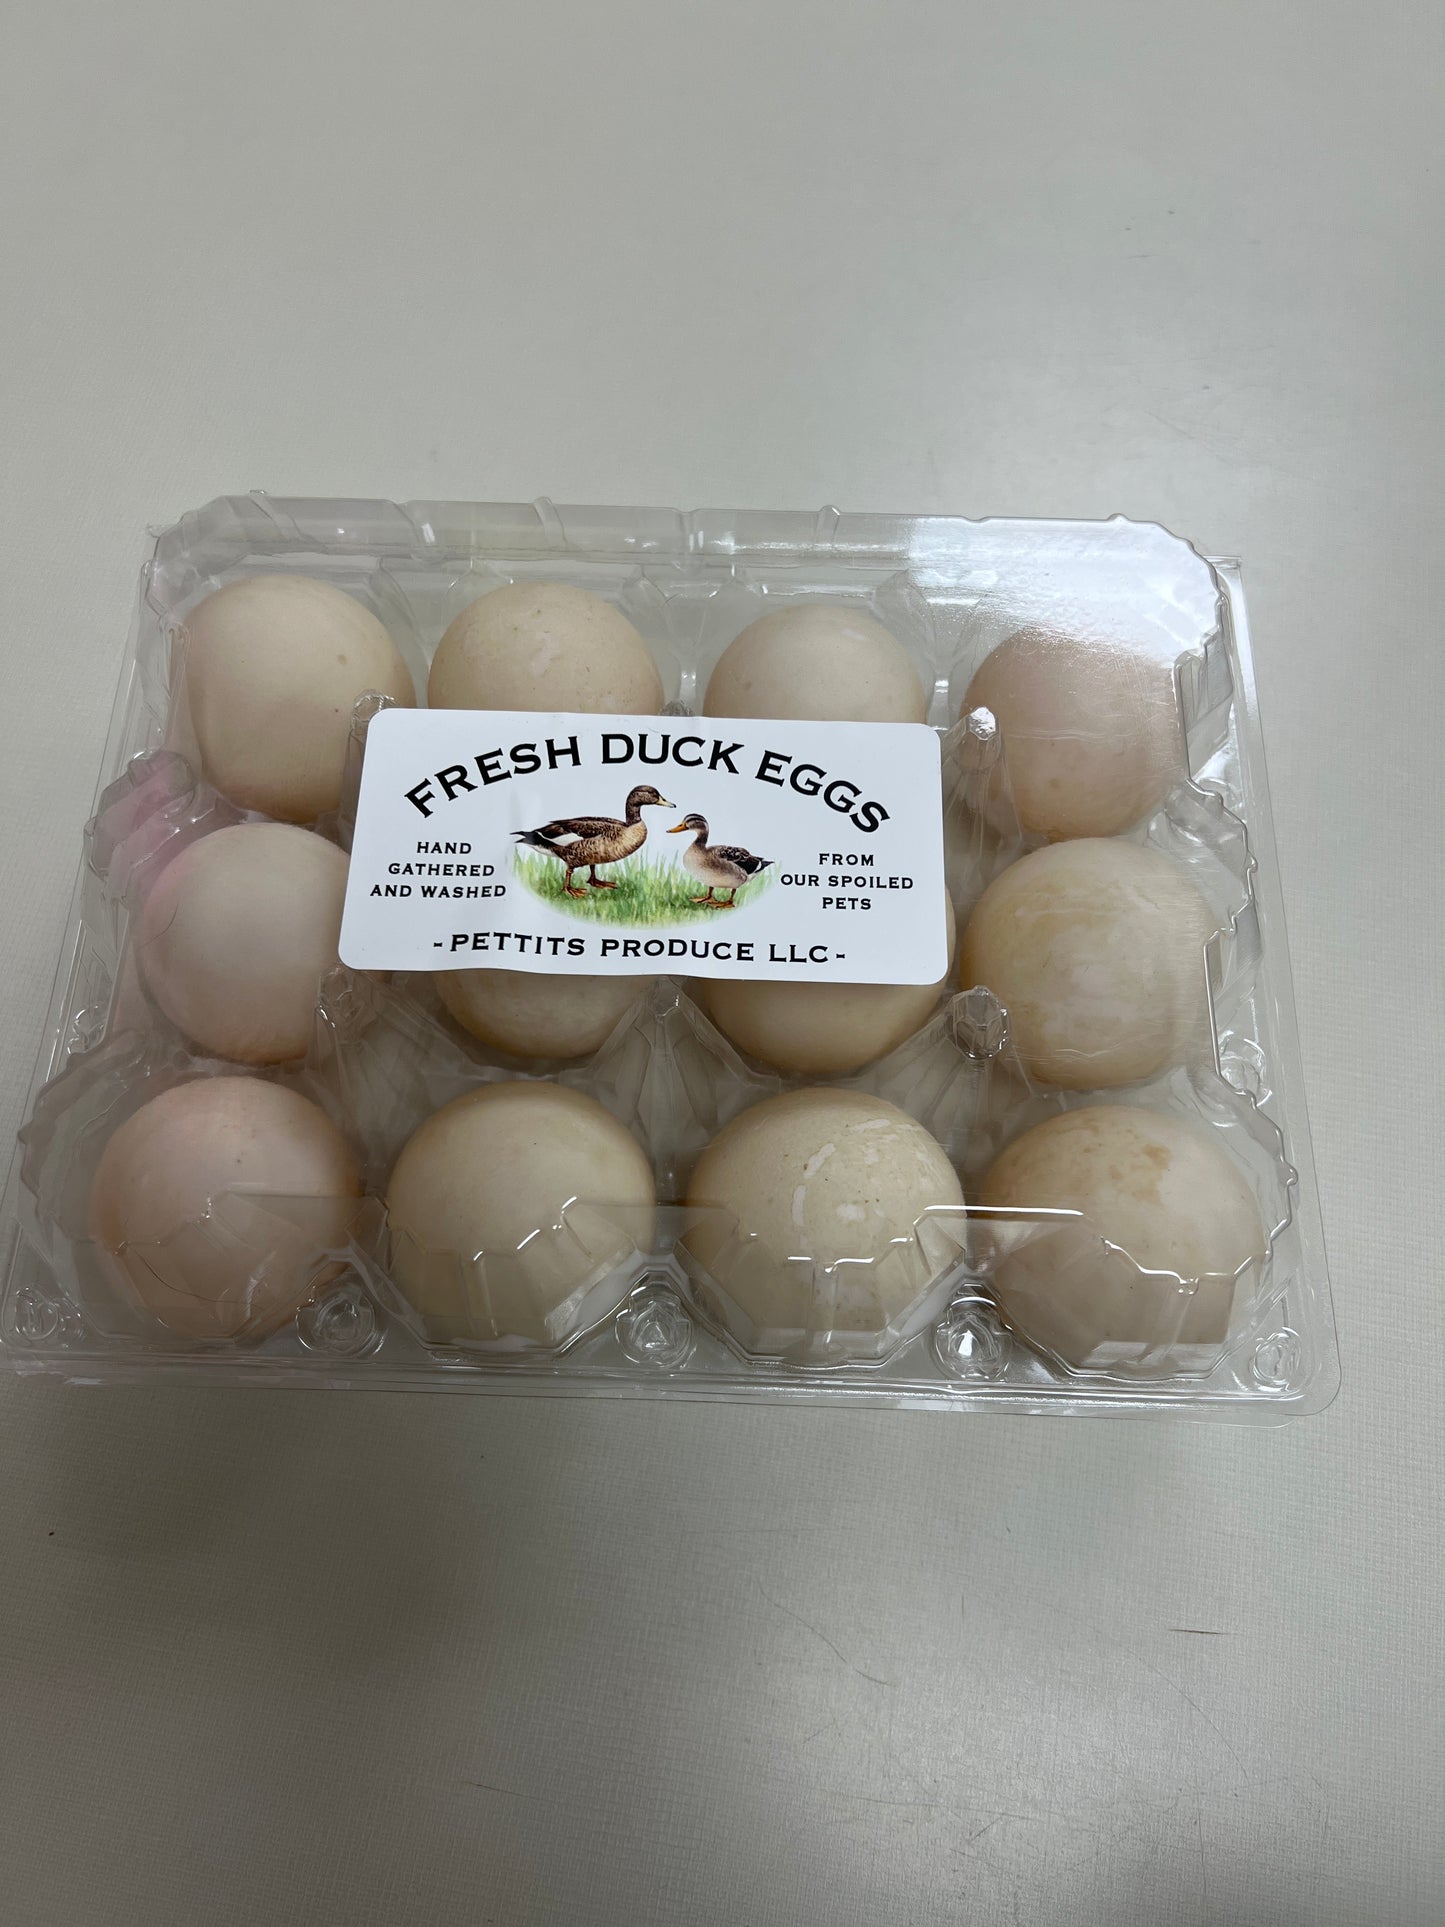 FRESH DUCK EGGS
HAND
GATHERED
AND WASHED
FROM
OUR SPOILED
PETS
-PETTITS PRODUCE LLC-